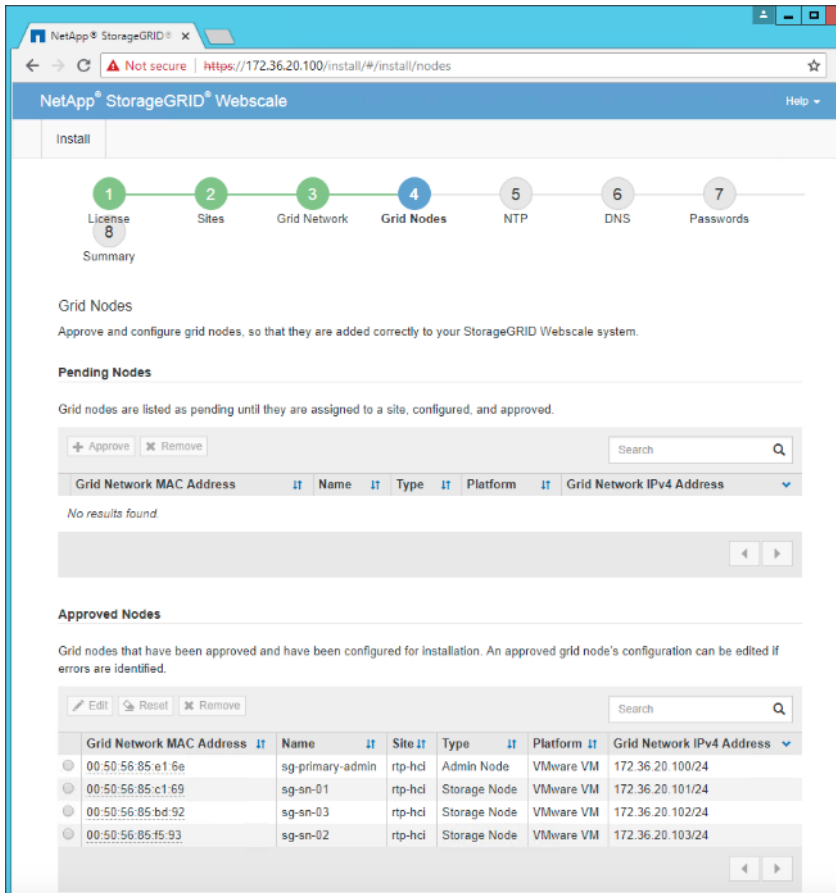 NetApp® StorageGRID®
Not secure | https://172.36.20.100/install/#/install/nodes
NetApp® StorageGRID® Webscale
Help
Install
1 2 3 4 5 6 7
License Sites Grid Network Grid Nodes NTP DNS Passwords
8
Summary
Grid Nodes
Approve and configure grid nodes, so that they are added correctly to your StorageGRID Webscale system.
Pending Nodes
Grid nodes are listed as pending until they are assigned to a site, configured, and approved.
Approve Remove Search
Grid Network MAC Address Name Type Platform Grid Network IPv4 Address
No results found.
Approved Nodes
Grid nodes that have been approved and have been configured for installation. An approved grid node's configuration can be edited if
errors are identified.
Edit Reset Remove Search
Grid Network MAC Address Name Site Type Platform Grid Network IPv4 Address
00:50:56:85:e1:6e sg-primary-admin rtp-hci Admin Node VMware VM 172.36.20.100/24
00:50:56:85:c1:69 sg-sn-01 rtp-hci Storage Node VMware VM 172.36.20.101/24
00:50:56:85:bd:92 sg-sn-03 rtp-hci Storage Node VMware VM 172.36.20.102/24
00:50:56:85:f5:93 sg-sn-02 rtp-hci Storage Node VMware VM 172.36.20.103/24